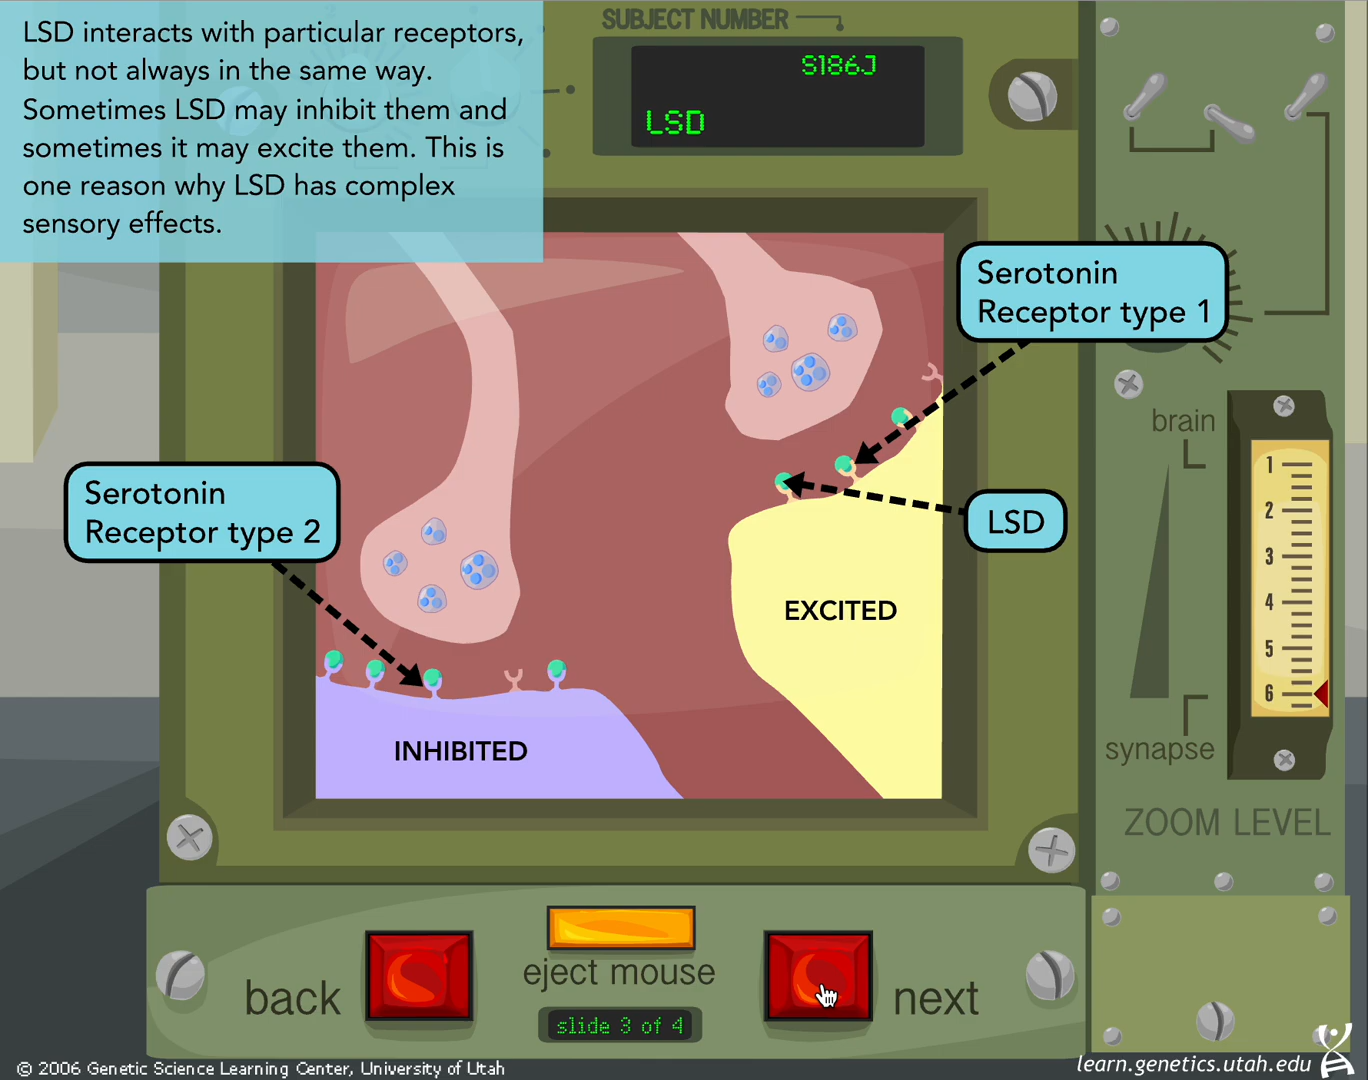 LSD interacts with particular receptors,
but not always in the same way.
Sometimes LSD may inhibit them and
sometimes it may excite them. This is
one reason why LSD has complex
sensory effects.
SUBJECT NUMBER
S186J
LSD
Serotonin
Receptor type 1
Serotonin
Receptor type 2
LSD
EXCITED
INHIBITED
brain
1
2
3
4
5
6
synapse
ZOOM LEVEL
back
eject mouse
next
slide 3 of 4
© 2006 Genetic Science Learning Center, University of Utah
learn.genetics.utah.edu